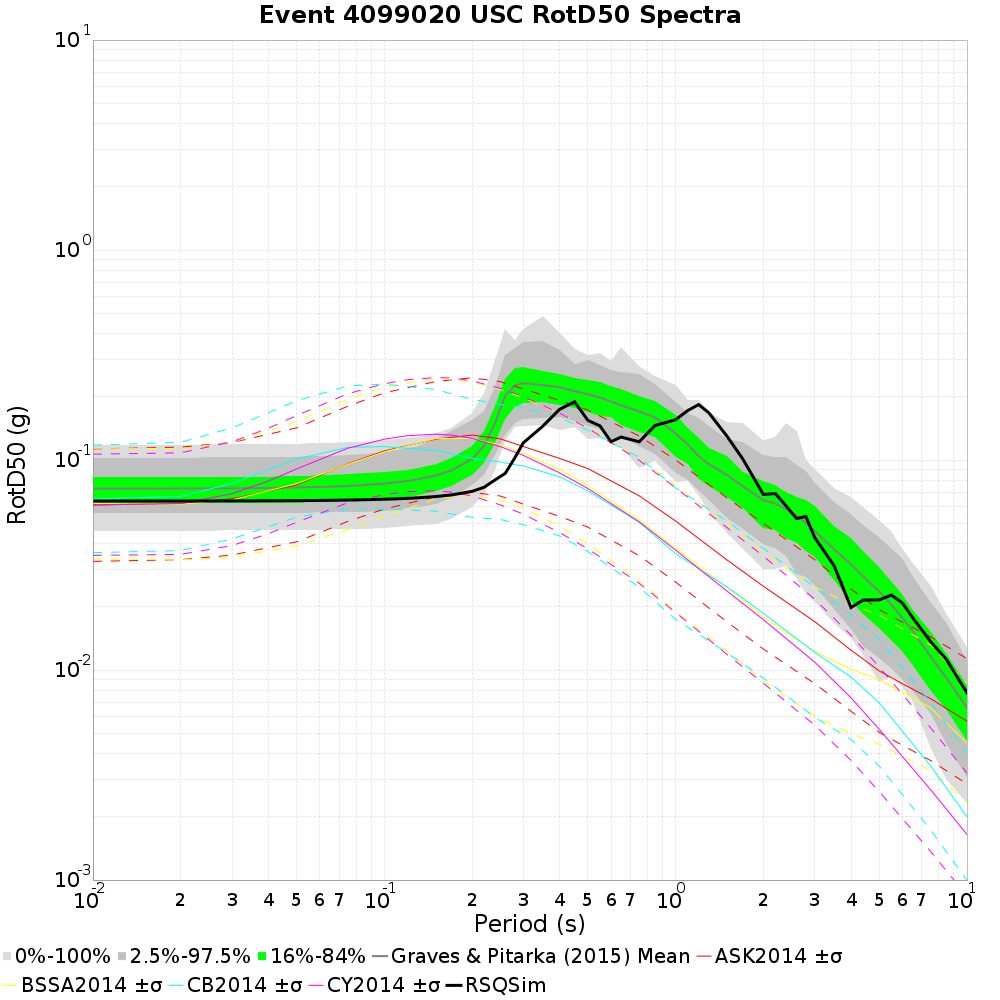 Event 4099020 USC RotD50 Spectra
RotD50 (g)
10^1
10^0
10^-1
10^-2
10^-3
10^-2 2 3 4 5 6 7 10^-1 2 3 4 5 6 7 10^0 2 3 4 5 6 7 10^1
Period (s)
0%-100% 2.5%-97.5% 16%-84% Graves & Pitarka (2015) Mean ASK2014 ±σ
BSSA2014 ±σ CB2014 ±σ CY2014 ±σ RSQSim